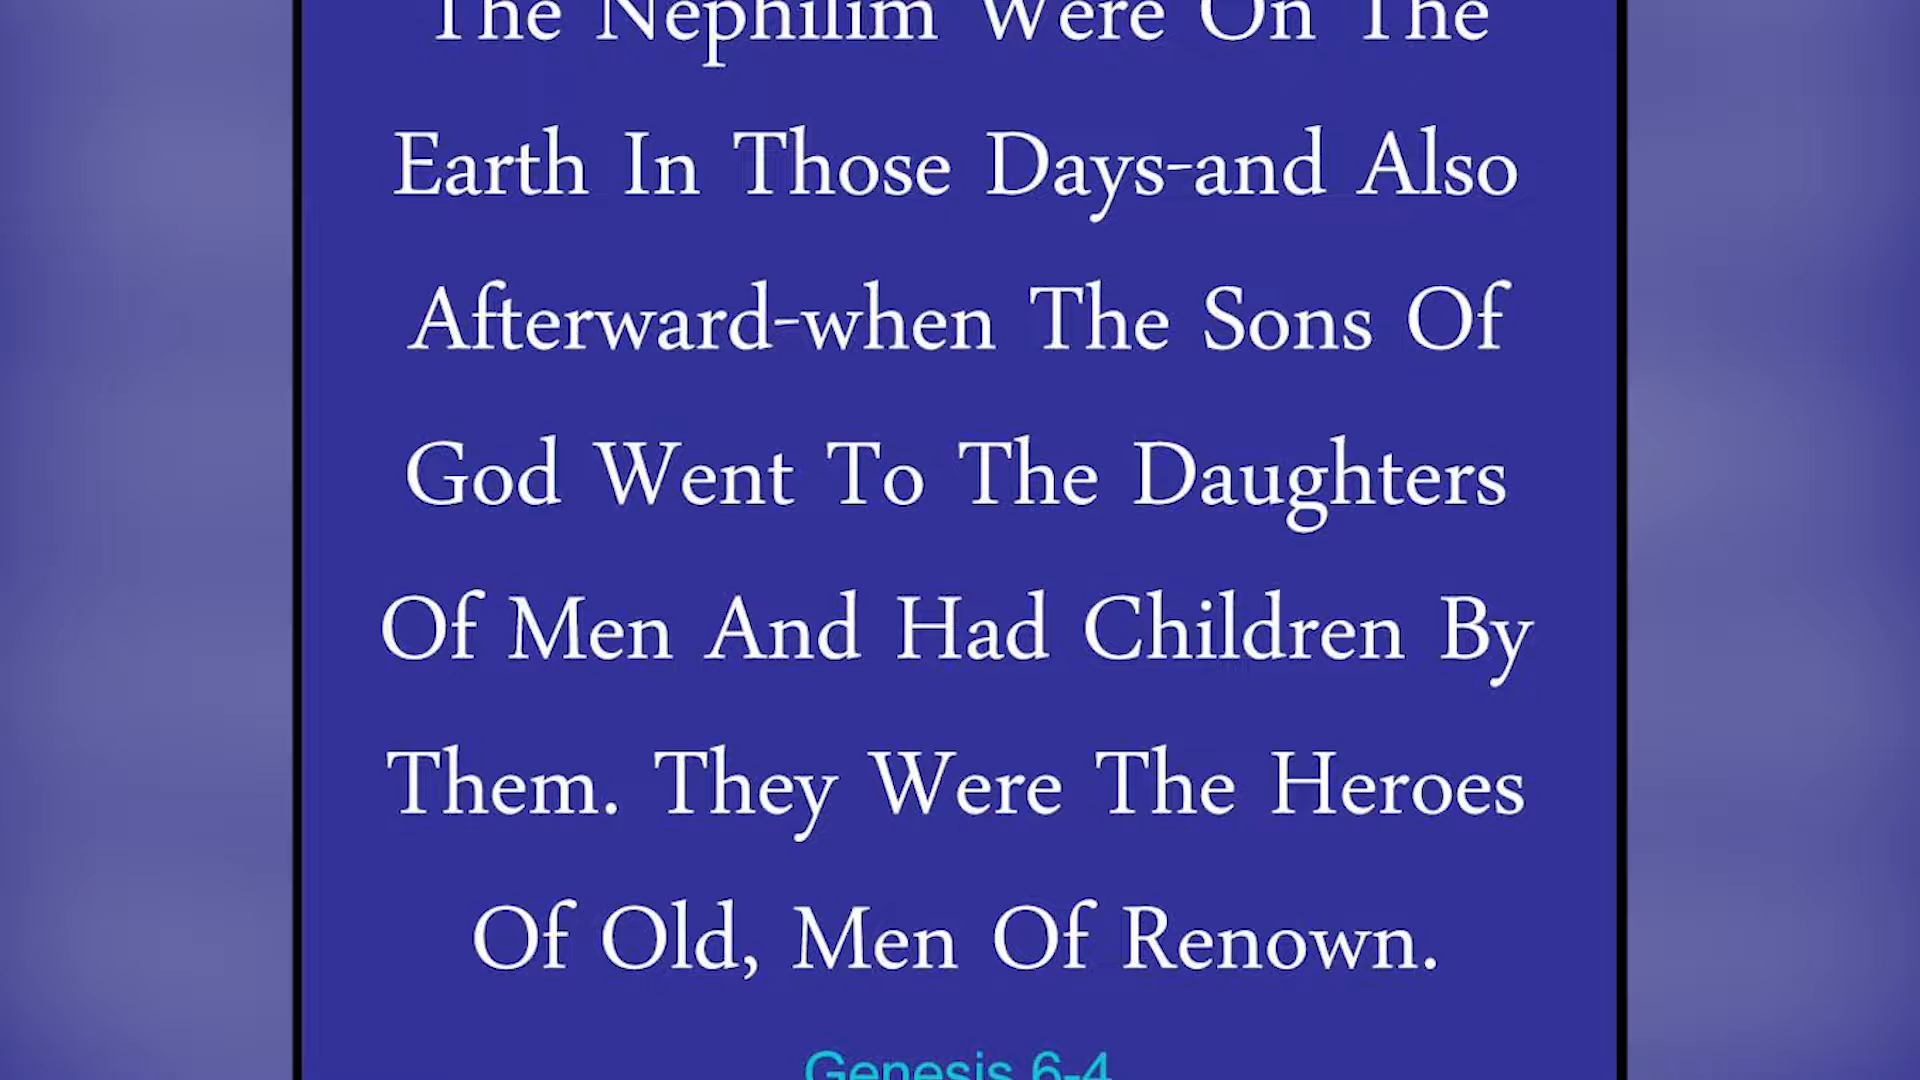 The Nephilim Were On The
Earth In Those Days-and Also
Afterward-when The Sons Of
God Went To The Daughters
Of Men And Had Children By
Them. They Were The Heroes
Of Old, Men Of Renown.
Genesis 6-4